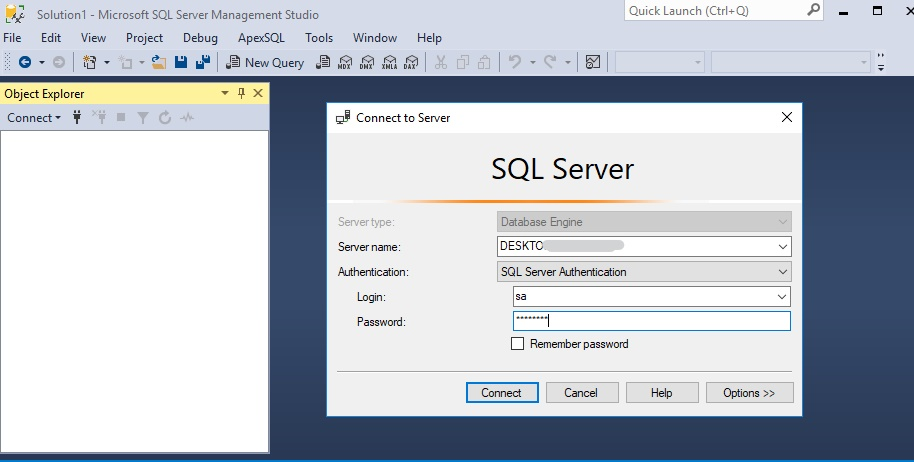 Solution1 - Microsoft SQL Server Management Studio
Quick Launch (Ctrl+Q)
File Edit View Project Debug ApexSQL Tools Window Help
New Query MDX DMX XMLA DAX
Object Explorer
Connect
Connect to Server
SQL Server
Server type: Database Engine
Server name: DESKTO
Authentication: SQL Server Authentication
Login: sa
Password: ********
Remember password
Connect Cancel Help Options >>